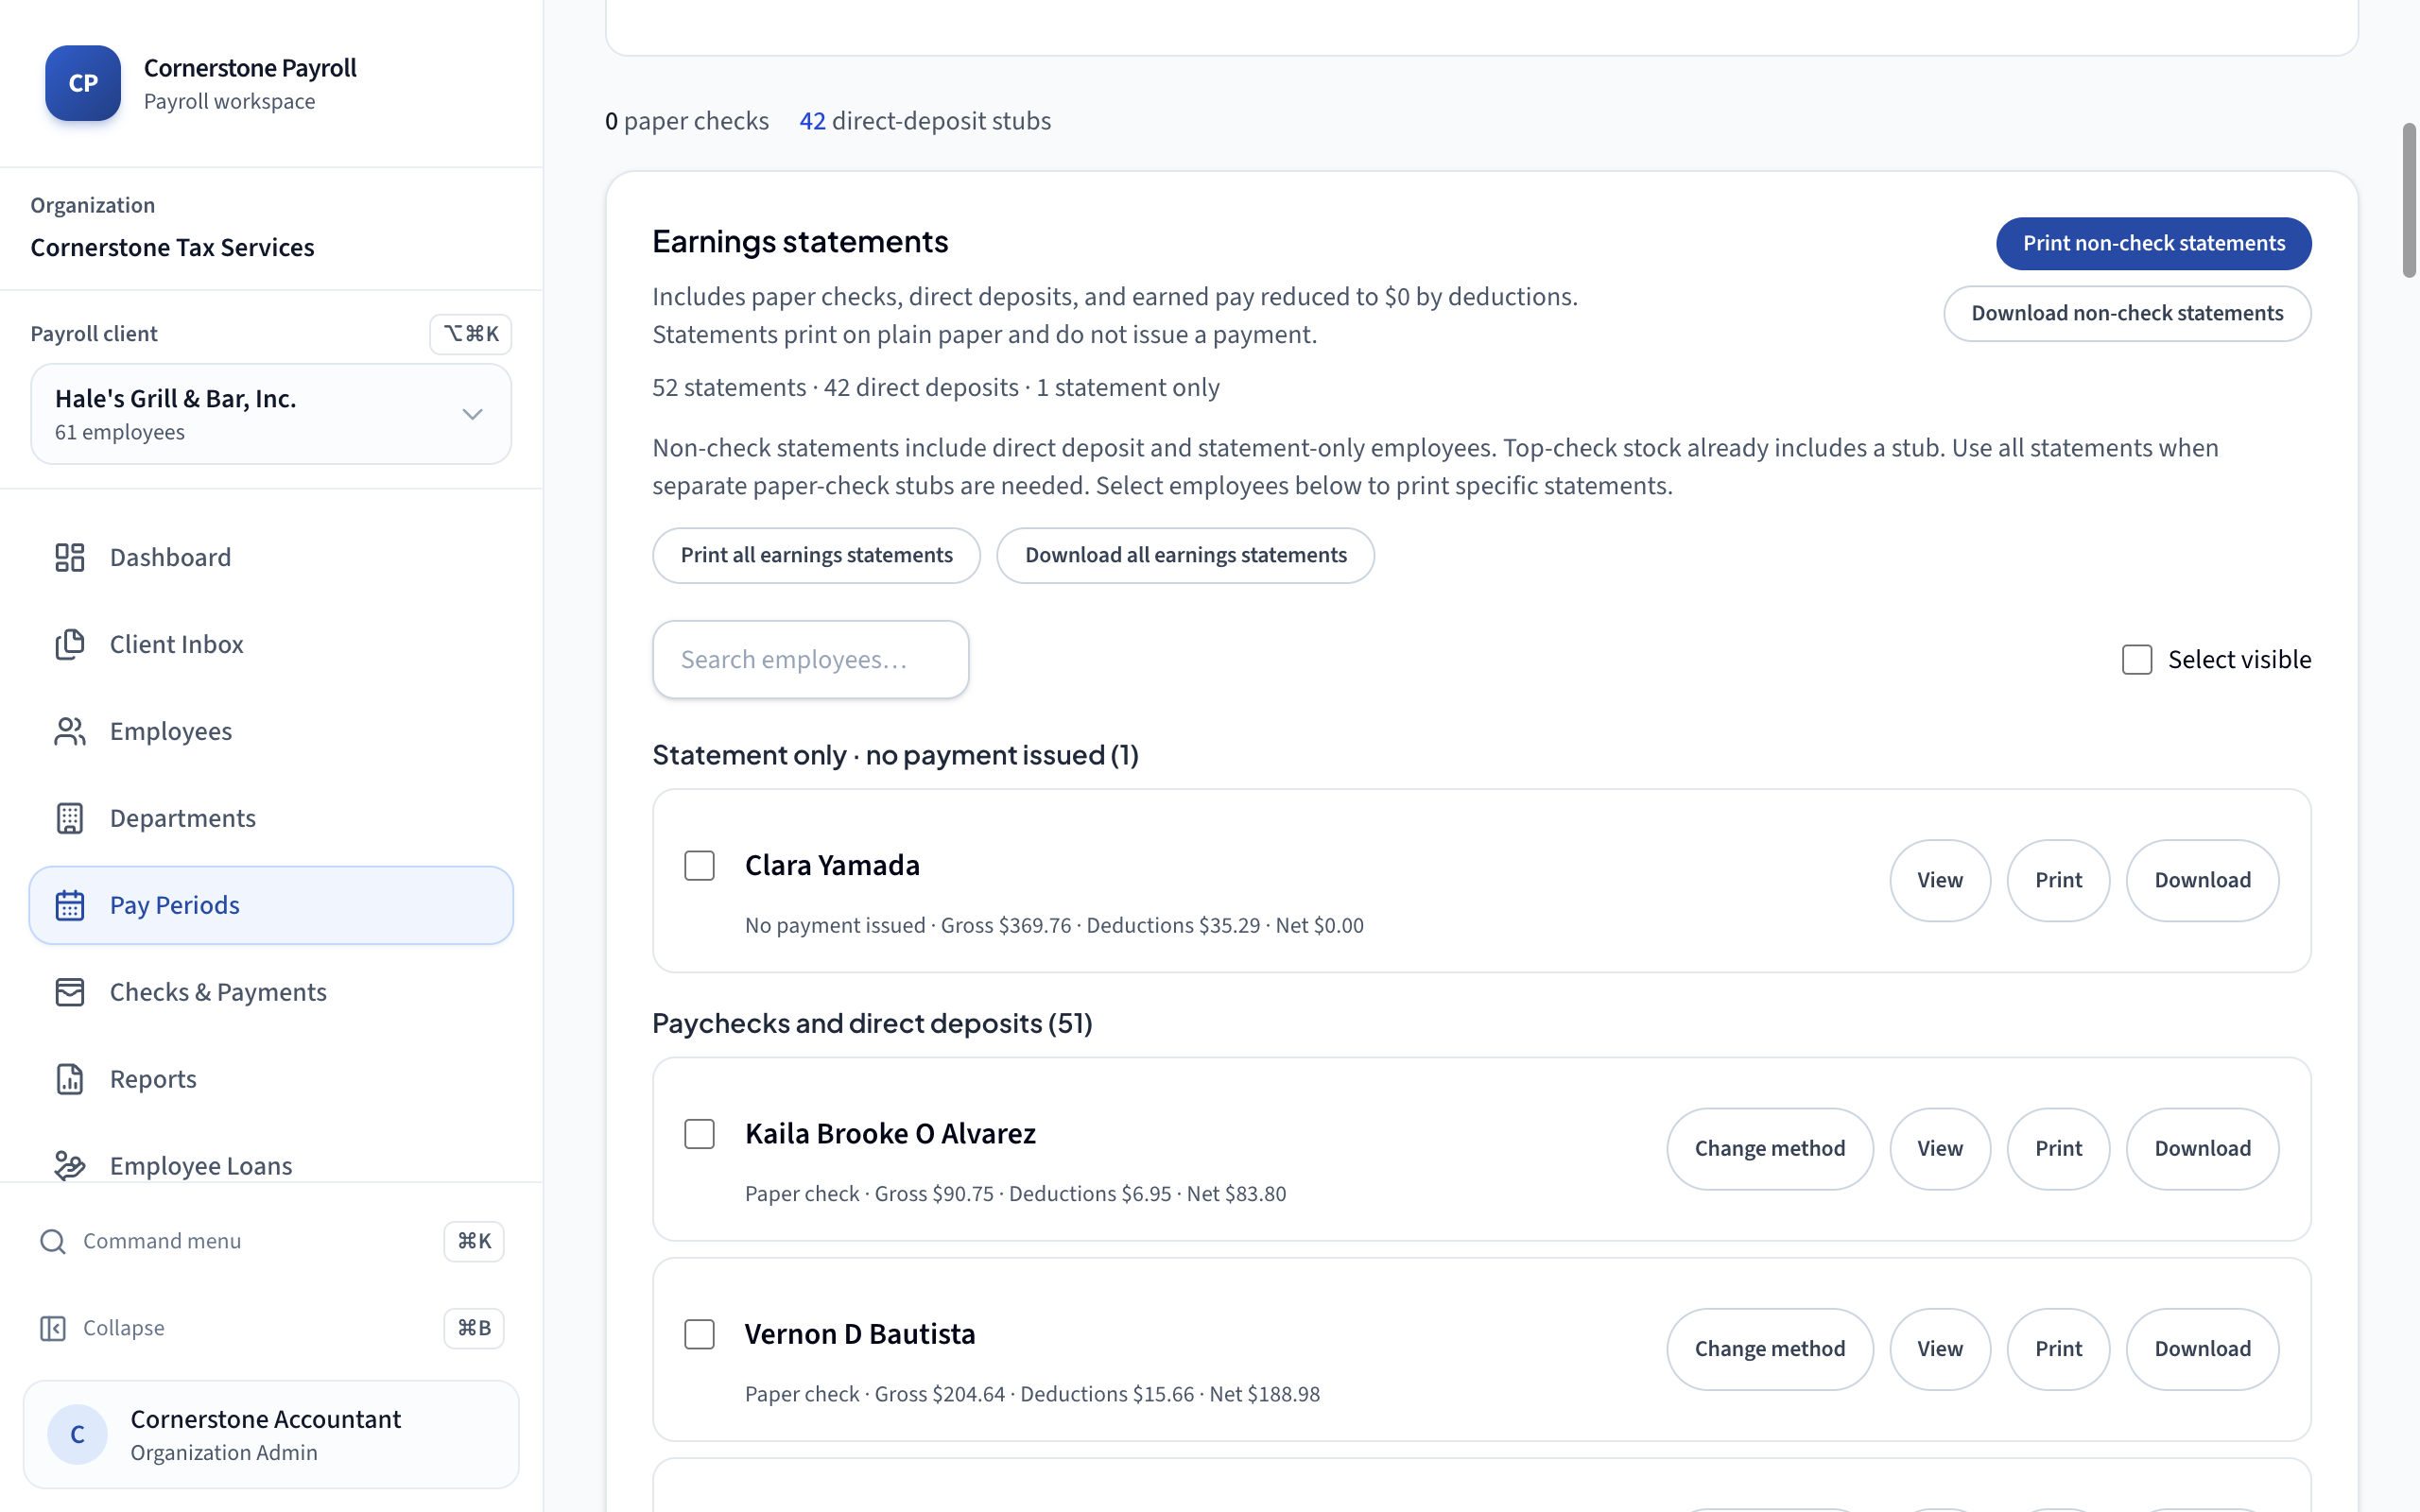 CP
Cornerstone Payroll
Payroll workspace
Organization
Cornerstone Tax Services
Payroll client
⌥⌘K
Hale's Grill & Bar, Inc.
61 employees
Dashboard
Client Inbox
Employees
Departments
Pay Periods
Checks & Payments
Reports
Employee Loans
Command menu
⌘K
Collapse
⌘B
C
Cornerstone Accountant
Organization Admin
0 paper checks 42 direct-deposit stubs
Earnings statements
Print non-check statements
Includes paper checks, direct deposits, and earned pay reduced to $0 by deductions.
Statements print on plain paper and do not issue a payment.
Download non-check statements
52 statements · 42 direct deposits · 1 statement only
Non-check statements include direct deposit and statement-only employees. Top-check stock already includes a stub. Use all statements when
separate paper-check stubs are needed. Select employees below to print specific statements.
Print all earnings statements
Download all earnings statements
Search employees…
Select visible
Statement only · no payment issued (1)
Clara Yamada
No payment issued · Gross $369.76 · Deductions $35.29 · Net $0.00
View
Print
Download
Paychecks and direct deposits (51)
Kaila Brooke O Alvarez
Paper check · Gross $90.75 · Deductions $6.95 · Net $83.80
Change method
View
Print
Download
Vernon D Bautista
Paper check · Gross $204.64 · Deductions $15.66 · Net $188.98
Change method
View
Print
Download